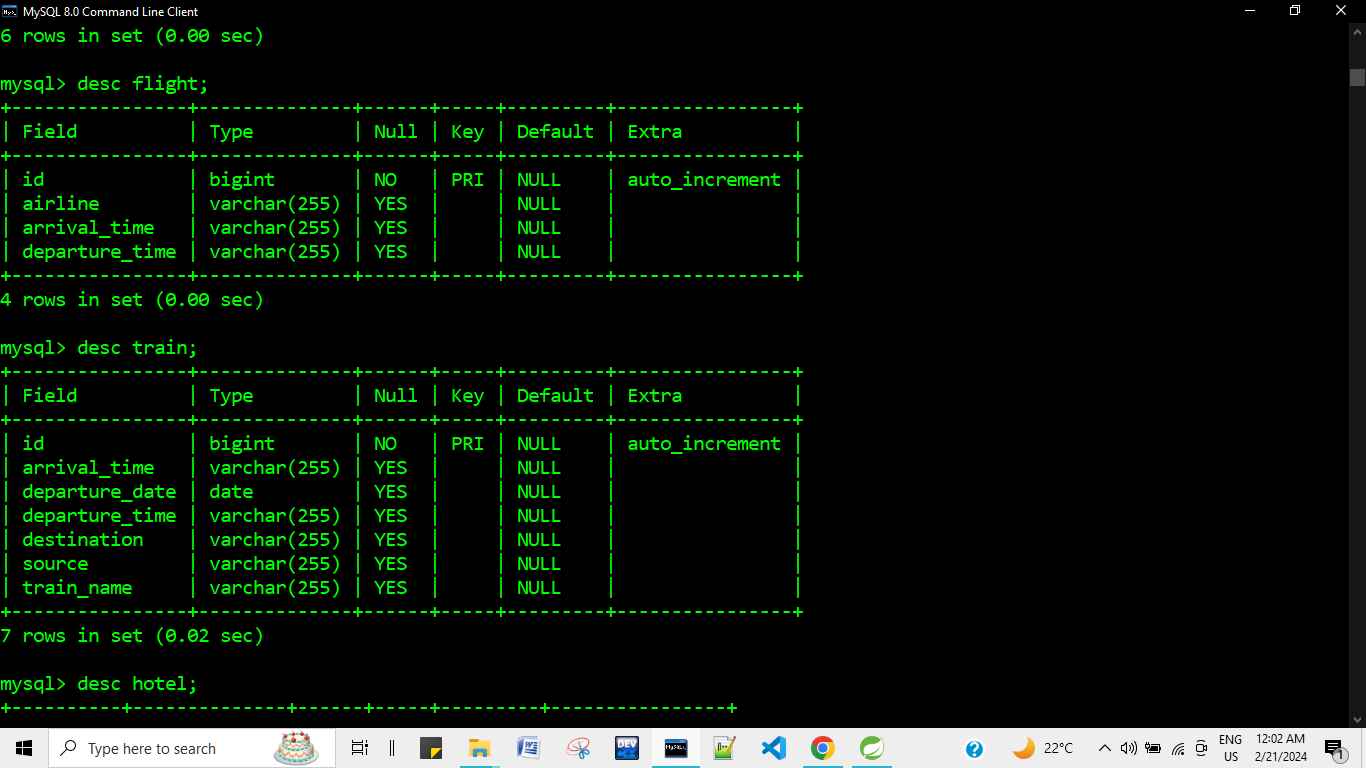 MySQL 8.0 Command Line Client
6 rows in set (0.00 sec)
mysql> desc flight;
+----------------+--------------+------+-----+---------+----------------+
| Field          | Type         | Null | Key | Default | Extra          |
+----------------+--------------+------+-----+---------+----------------+
| id             | bigint       | NO   | PRI | NULL    | auto_increment |
| airline        | varchar(255) | YES  |     | NULL    |                |
| arrival_time   | varchar(255) | YES  |     | NULL    |                |
| departure_time | varchar(255) | YES  |     | NULL    |                |
+----------------+--------------+------+-----+---------+----------------+
4 rows in set (0.00 sec)
mysql> desc train;
+----------------+--------------+------+-----+---------+----------------+
| Field          | Type         | Null | Key | Default | Extra          |
+----------------+--------------+------+-----+---------+----------------+
| id             | bigint       | NO   | PRI | NULL    | auto_increment |
| arrival_time   | varchar(255) | YES  |     | NULL    |                |
| departure_date | date         | YES  |     | NULL    |                |
| departure_time | varchar(255) | YES  |     | NULL    |                |
| destination    | varchar(255) | YES  |     | NULL    |                |
| source         | varchar(255) | YES  |     | NULL    |                |
| train_name     | varchar(255) | YES  |     | NULL    |                |
+----------------+--------------+------+-----+---------+----------------+
7 rows in set (0.02 sec)
mysql> desc hotel;
+----------+--------------+------+-----+---------+----------------+
Type here to search
DEV
22°C
ENG
US
12:02 AM
2/21/2024
1